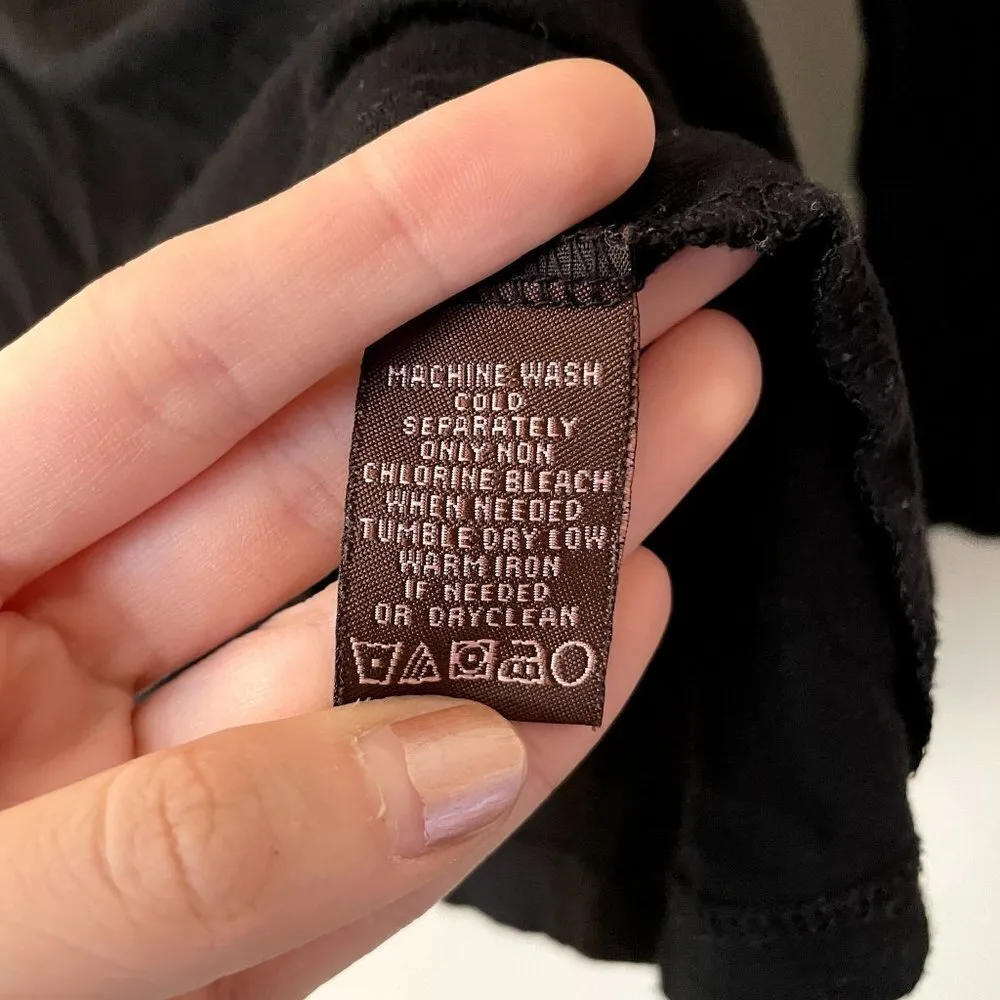 MACHINE WASH
COLD
SEPARATELY
ONLY NON
CHLORINE BLEACH
WHEN NEEDED
TUMBLE DRY LOW
WARM IRON
IF NEEDED
OR DRYCLEAN